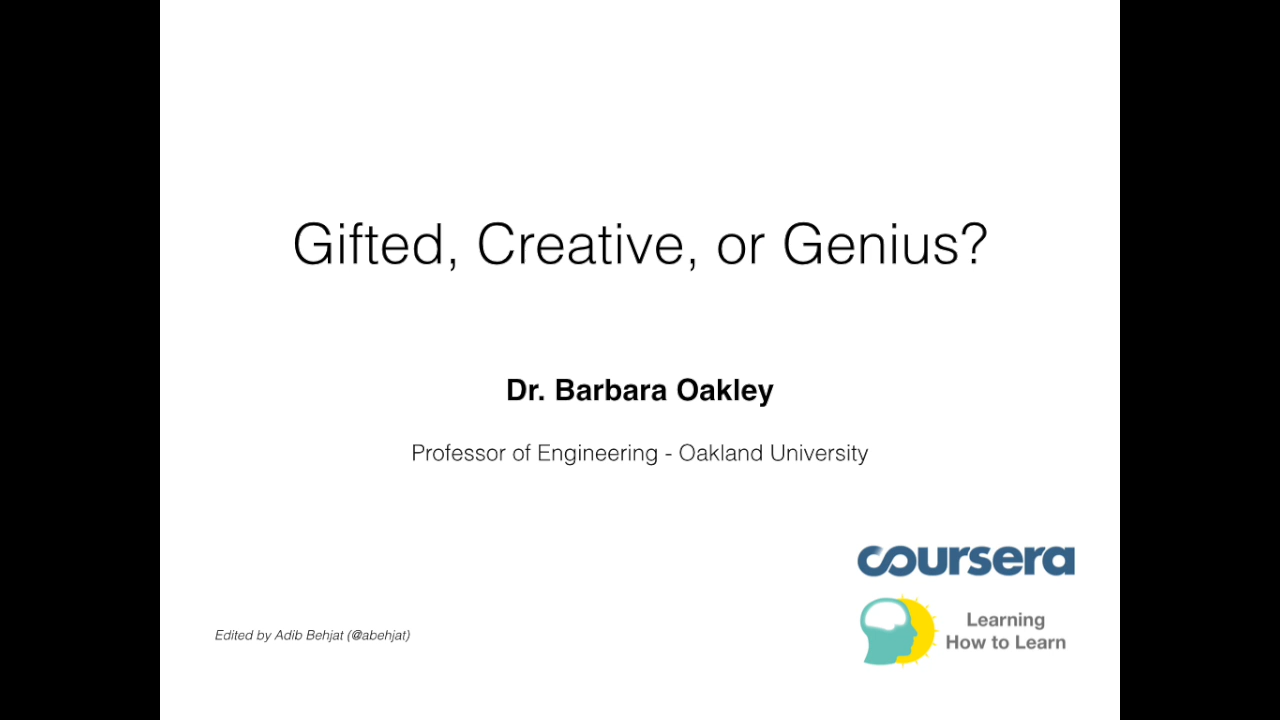 Gifted, Creative, or Genius?
Dr. Barbara Oakley
Professor of Engineering - Oakland University
coursera
Learning
How to Learn
Edited by Adib Behjat (@abehjat)